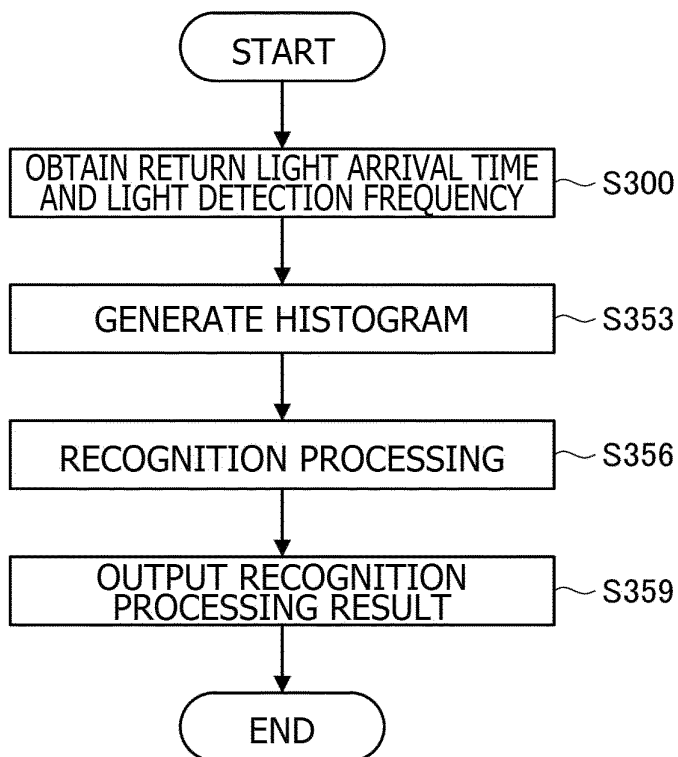 START
OBTAIN RETURN LIGHT ARRIVAL TIME
AND LIGHT DETECTION FREQUENCY
S300
GENERATE HISTOGRAM
S353
RECOGNITION PROCESSING
S356
OUTPUT RECOGNITION
PROCESSING RESULT
S359
END